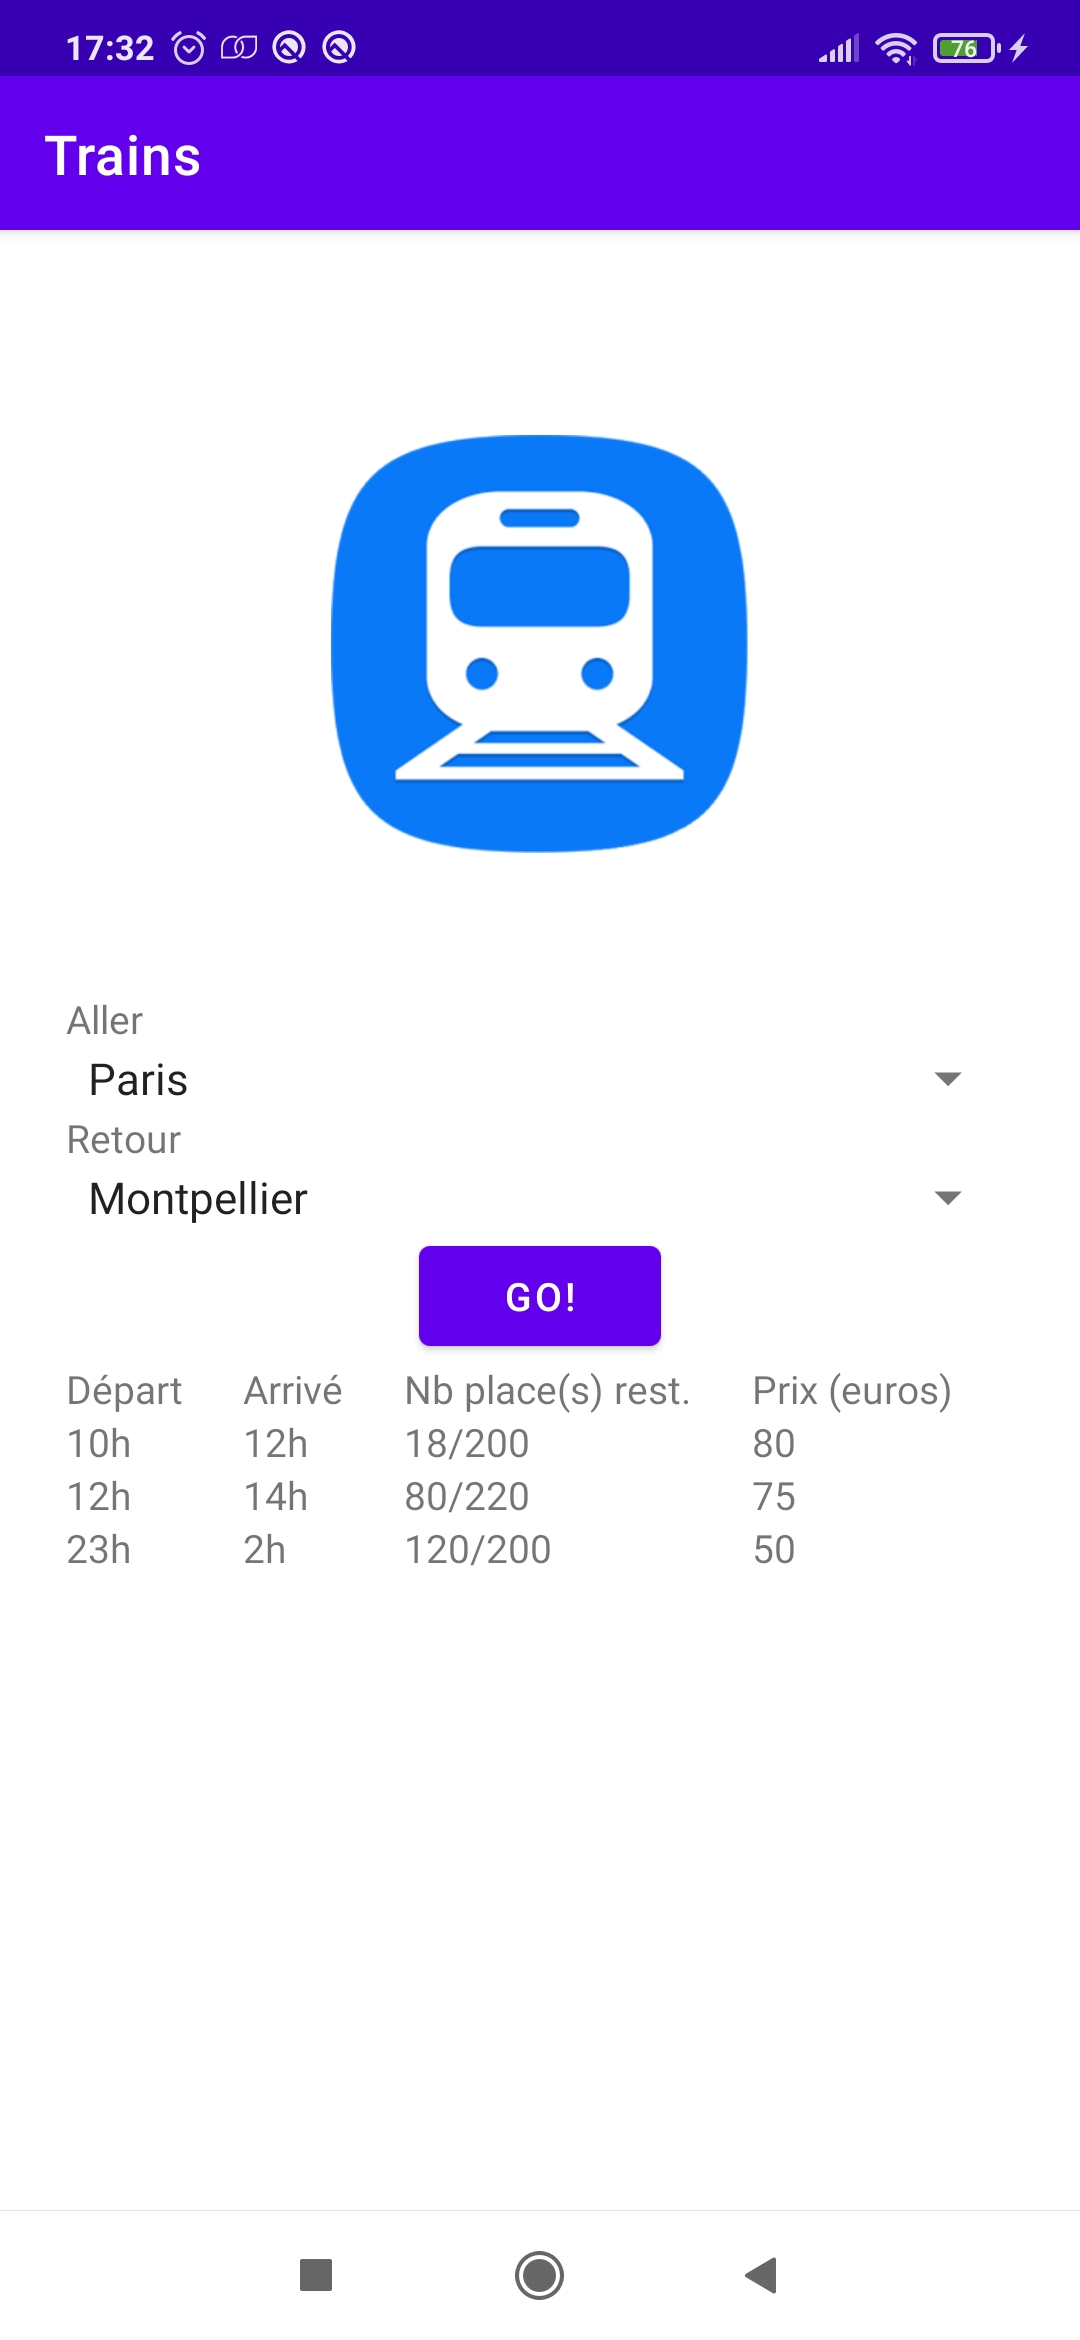 17:32 76
Trains
Aller
Paris
Retour
Montpellier
GO!
Départ Arrivé Nb place(s) rest. Prix (euros)
10h 12h 18/200 80
12h 14h 80/220 75
23h 2h 120/200 50